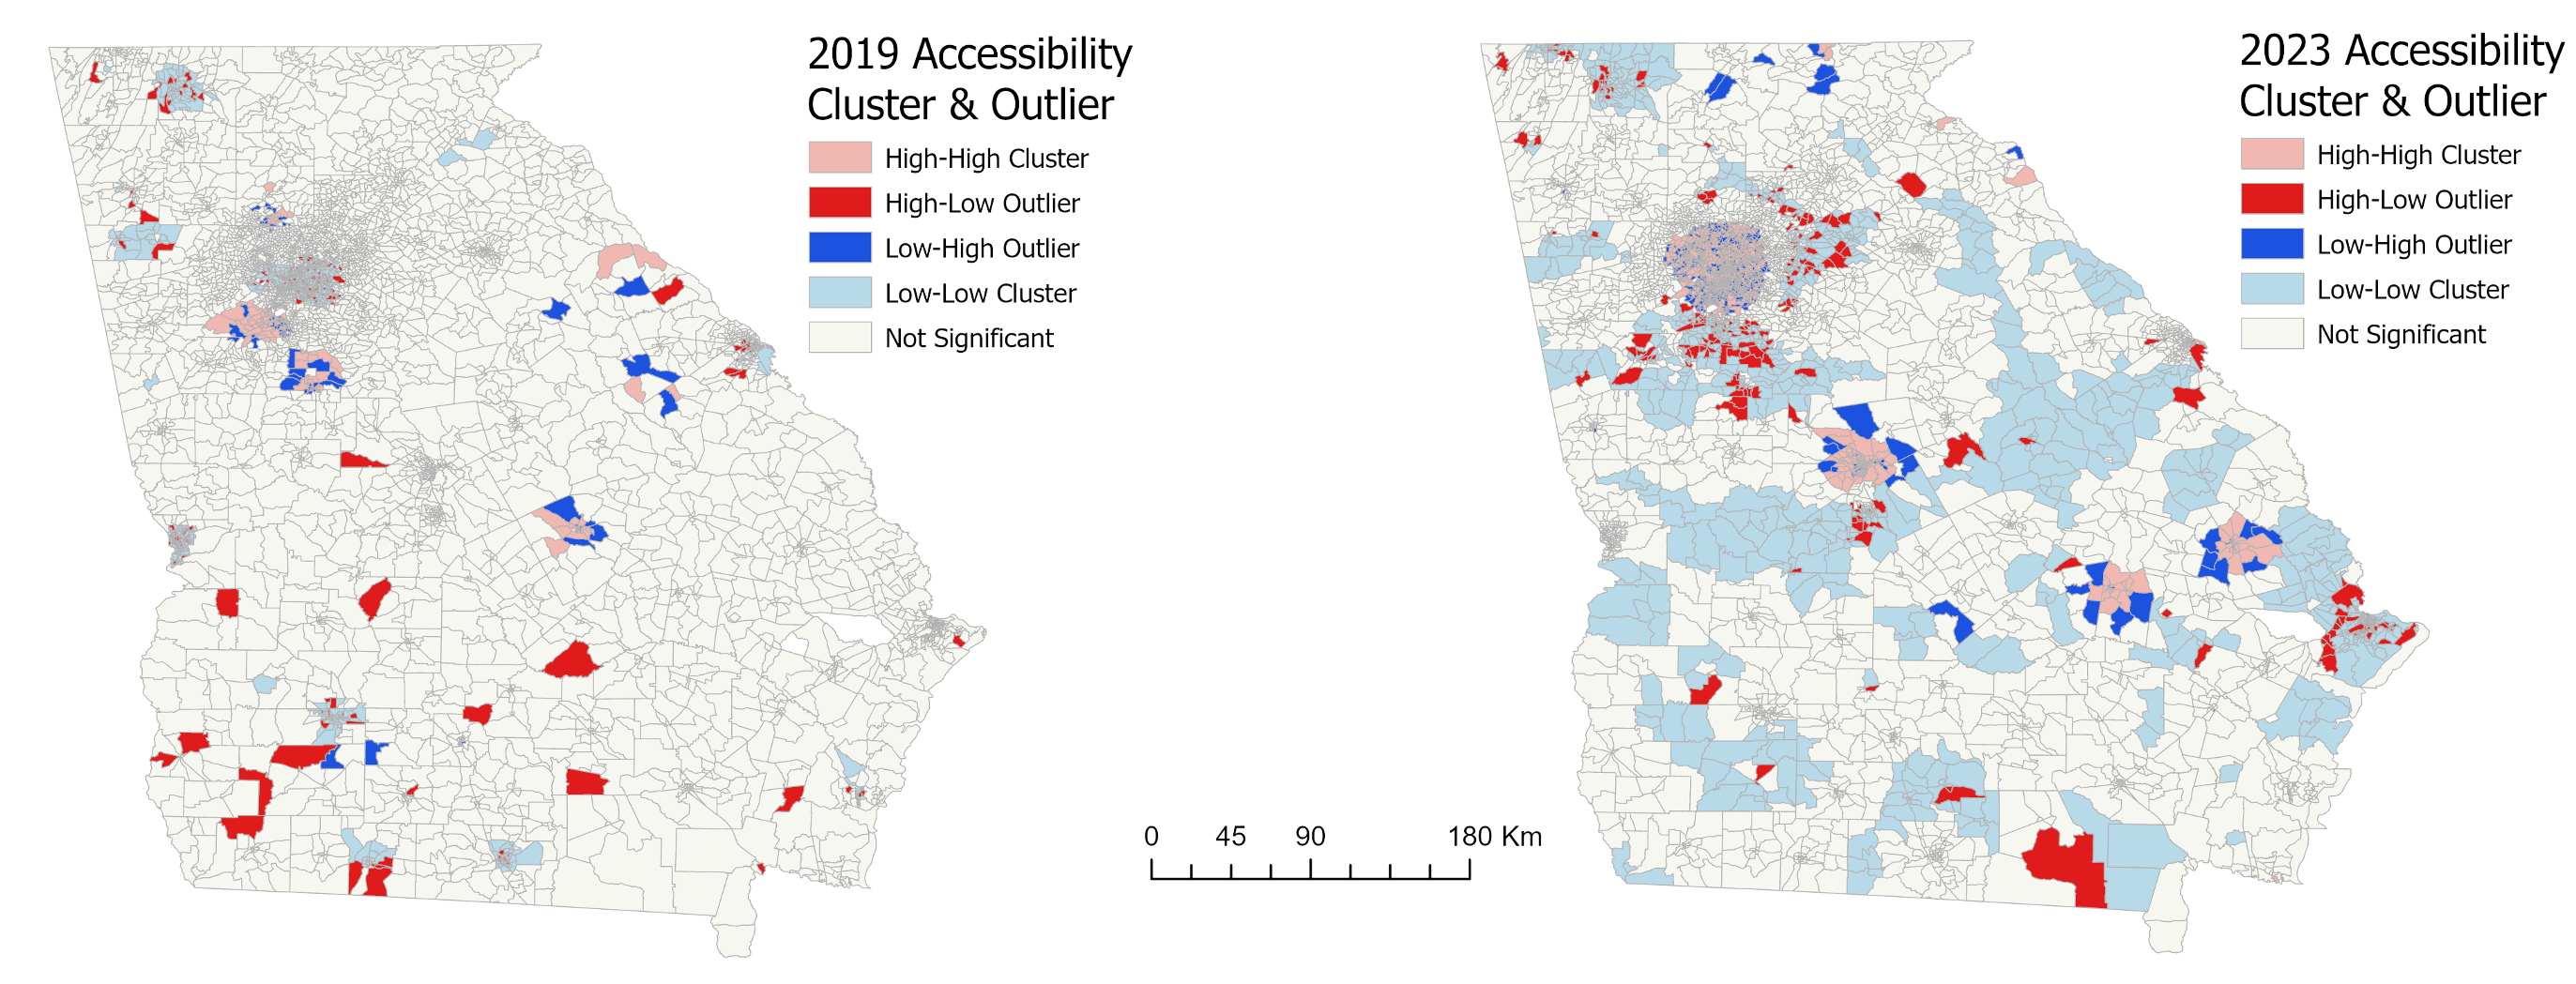 2019 Accessibility
Cluster & Outlier
High-High Cluster
High-Low Outlier
Low-High Outlier
Low-Low Cluster
Not Significant
0 45 90 180 Km
2023 Accessibility
Cluster & Outlier
High-High Cluster
High-Low Outlier
Low-High Outlier
Low-Low Cluster
Not Significant